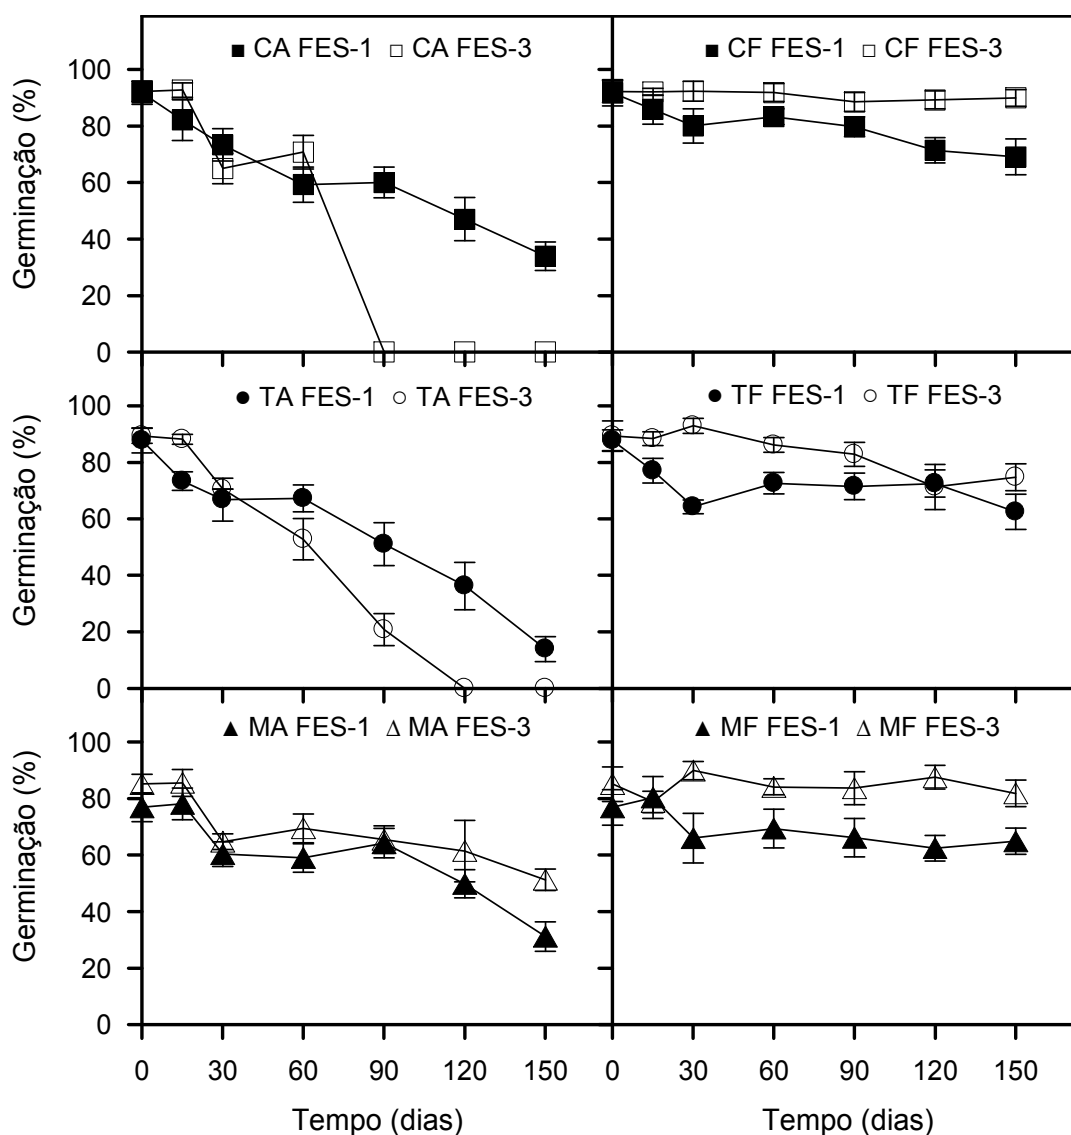 ■ CA FES-1 □ CA FES-3
■ CF FES-1 □ CF FES-3
Germinação (%)
100
80
60
40
20
0
● TA FES-1 ○ TA FES-3
● TF FES-1 ○ TF FES-3
Germinação (%)
100
80
60
40
20
0
▲ MA FES-1 △ MA FES-3
▲ MF FES-1 △ MF FES-3
Germinação (%)
100
80
60
40
20
0
0 30 60 90 120 150
0 30 60 90 120 150
Tempo (dias)
Tempo (dias)